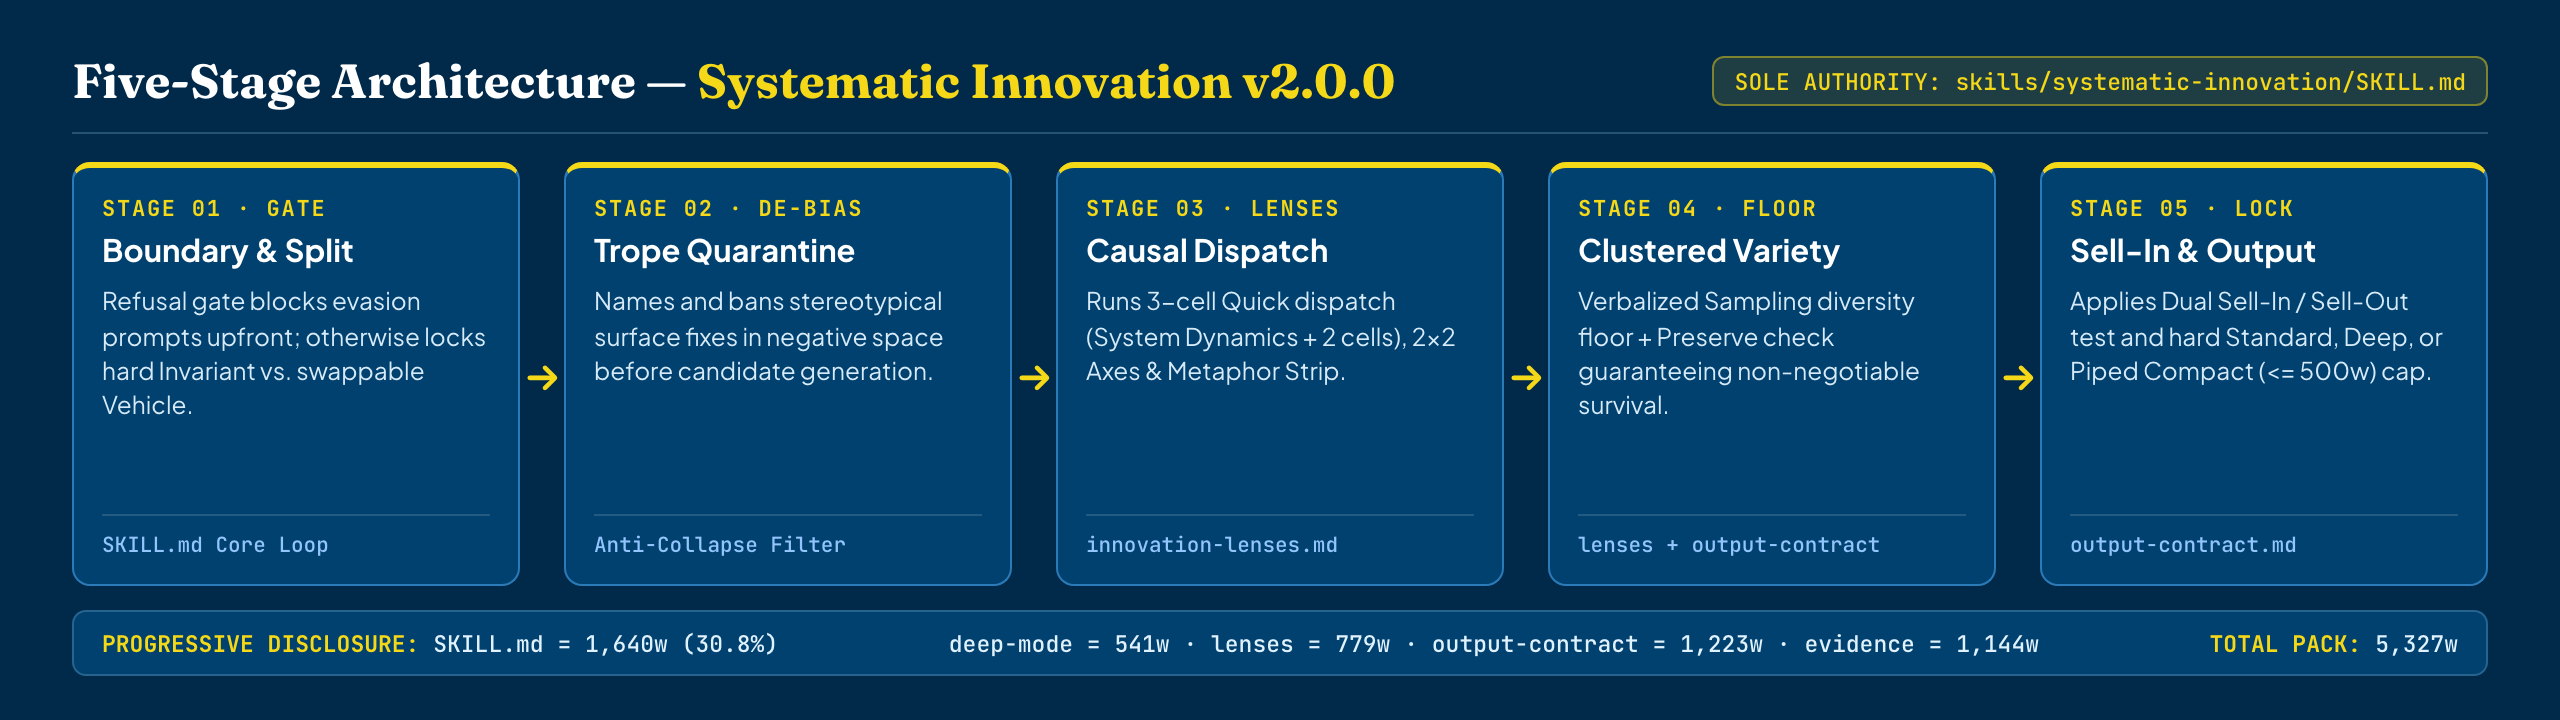 Five-Stage Architecture — Systematic Innovation v2.0.0
SOLE AUTHORITY: skills/systematic-innovation/SKILL.md
STAGE 01 · GATE
Boundary & Split
Refusal gate blocks evasion
prompts upfront; otherwise locks
hard Invariant vs. swappable
Vehicle.
SKILL.md Core Loop
STAGE 02 · DE-BIAS
Trope Quarantine
Names and bans stereotypical
surface fixes in negative space
before candidate generation.
Anti-Collapse Filter
STAGE 03 · LENSES
Causal Dispatch
Runs 3-cell Quick dispatch
(System Dynamics + 2 cells), 2×2
Axes & Metaphor Strip.
innovation-lenses.md
STAGE 04 · FLOOR
Clustered Variety
Verbalized Sampling diversity
floor + Preserve check
guaranteeing non-negotiable
survival.
lenses + output-contract
STAGE 05 · LOCK
Sell-In & Output
Applies Dual Sell-In / Sell-Out
test and hard Standard, Deep, or
Piped Compact (<= 500w) cap.
output-contract.md
PROGRESSIVE DISCLOSURE: SKILL.md = 1,640w (30.8%)
deep-mode = 541w · lenses = 779w · output-contract = 1,223w · evidence = 1,144w
TOTAL PACK: 5,327w